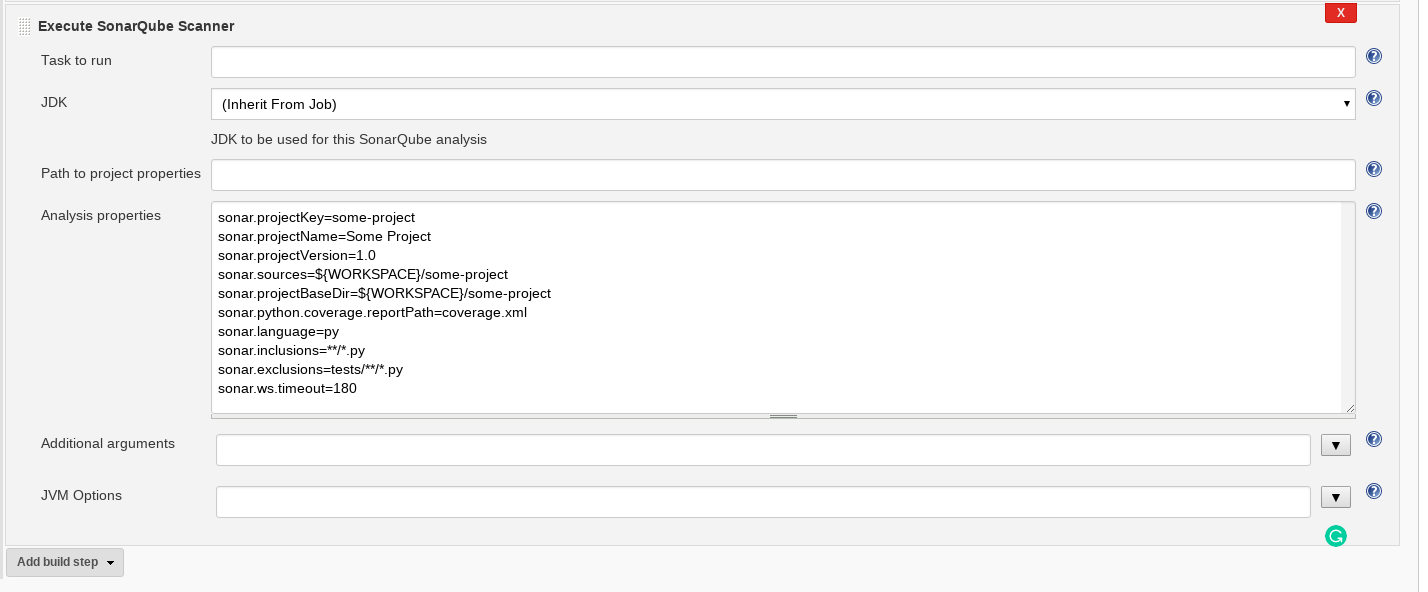 Execute SonarQube Scanner
X
Task to run
JDK
(Inherit From Job)
JDK to be used for this SonarQube analysis
Path to project properties
Analysis properties
sonar.projectKey=some-project
sonar.projectName=Some Project
sonar.projectVersion=1.0
sonar.sources=${WORKSPACE}/some-project
sonar.projectBaseDir=${WORKSPACE}/some-project
sonar.python.coverage.reportPath=coverage.xml
sonar.language=py
sonar.inclusions=**/*.py
sonar.exclusions=tests/**/*.py
sonar.ws.timeout=180
Additional arguments
JVM Options
Add build step